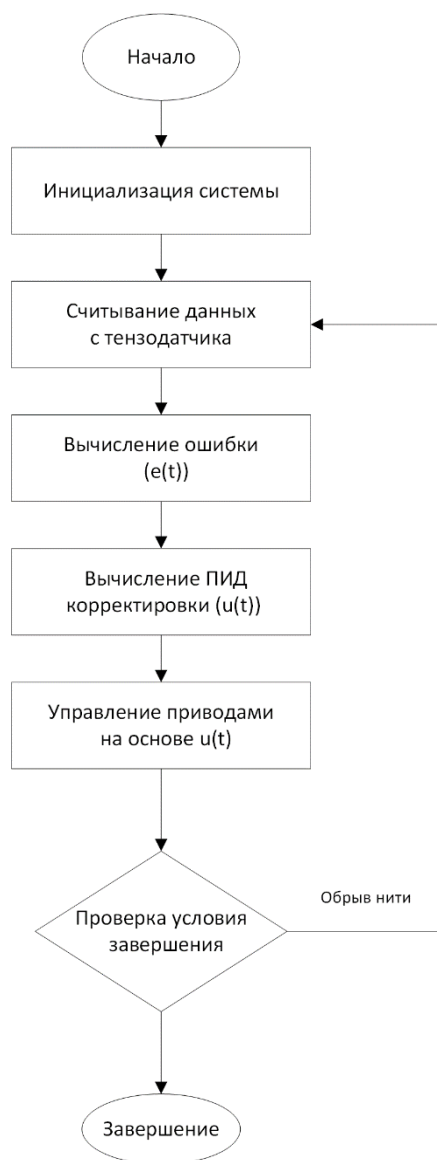 Начало
Инициализация системы
Считывание данных
с тензодатчика
Вычисление ошибки
(e(t))
Вычисление ПИД
корректировки (u(t))
Управление приводами
на основе u(t)
Обрыв нити
Проверка условия
завершения
Завершение